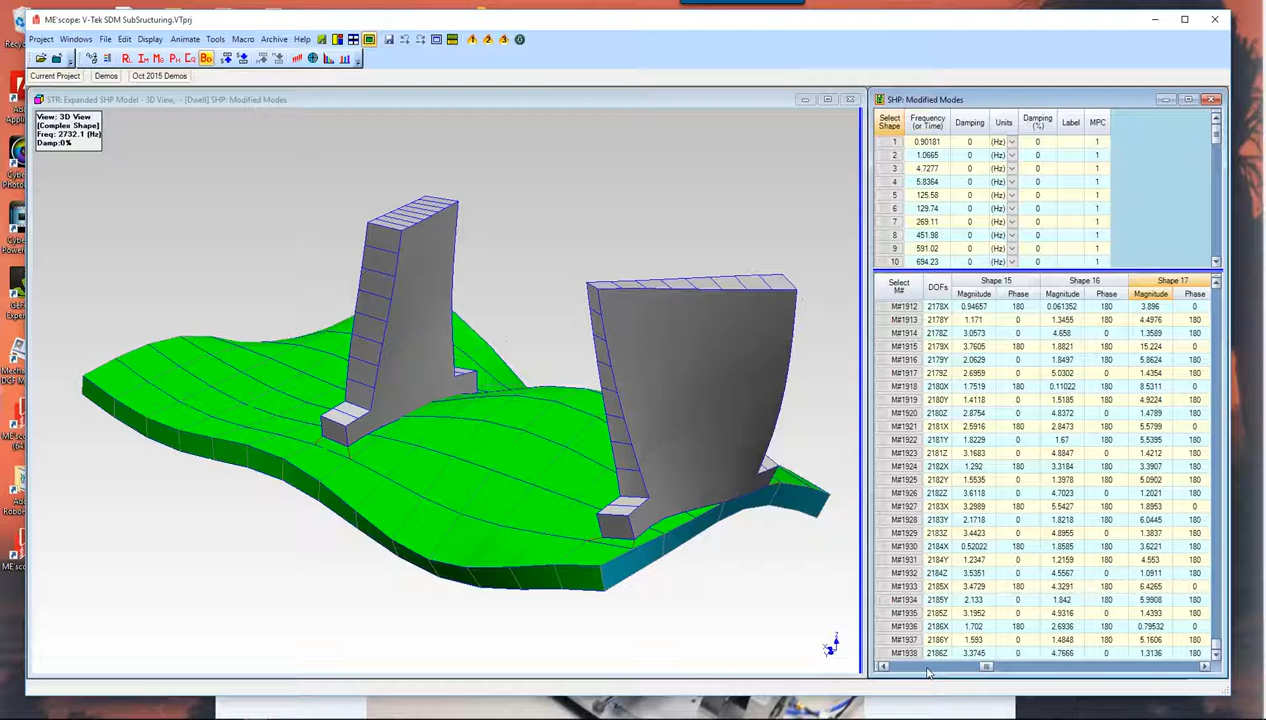 ME'scope: V-Tek SDM SubSructuring.VTprj
Project Windows File Edit Display Animate Tools Macro Archive Help
Current Project Demos Oct 2015 Demos
STR: Expanded SHP Model - 3D View, - [Dwell] SHP: Modified Modes
View: 3D View
[Complex Shape]
Freq: 2732.1 (Hz)
Damp:0%
SHP: Modified Modes
Select Shape Frequency (or Time) Damping Units Damping (%) Label MPC
1 0.90181 0 (Hz) 0 1
2 1.0665 0 (Hz) 0 1
3 4.7277 0 (Hz) 0 1
4 5.8364 0 (Hz) 0 1
5 125.58 0 (Hz) 0 1
6 129.74 0 (Hz) 0 1
7 269.11 0 (Hz) 0 1
8 451.98 0 (Hz) 0 1
9 591.02 0 (Hz) 0 1
10 694.23 0 (Hz) 0 1
Select M# DOFs Shape 15 Shape 16 Shape 17
Magnitude Phase Magnitude Phase Magnitude Phase
M#1912 2178X 0.94657 180 0.061352 180 3.896 0
M#1913 2178Y 1.171 0 1.3455 180 4.4976 180
M#1914 2178Z 3.0573 0 4.658 0 1.3589 180
M#1915 2179X 3.7605 180 1.8821 180 15.224 0
M#1916 2179Y 2.0629 0 1.8497 180 5.8624 180
M#1917 2179Z 2.6959 0 5.0302 0 1.4354 180
M#1918 2180X 1.7519 180 0.11022 180 8.5311 0
M#1919 2180Y 1.4118 0 1.5185 180 4.9224 180
M#1920 2180Z 2.8754 0 4.8372 0 1.4789 180
M#1921 2181X 2.5916 180 2.8473 180 5.5799 0
M#1922 2181Y 1.8229 0 1.67 180 5.5395 180
M#1923 2181Z 3.1683 0 4.8847 0 1.4212 180
M#1924 2182X 1.292 180 3.3184 180 3.3907 0
M#1925 2182Y 1.5535 0 1.3978 180 5.0902 180
M#1926 2182Z 3.6118 0 4.7023 0 1.2021 180
M#1927 2183X 3.2989 180 5.5427 180 1.8953 0
M#1928 2183Y 2.1718 0 1.8218 180 6.0445 180
M#1929 2183Z 3.4423 0 4.8955 0 1.3837 180
M#1930 2184X 0.52022 180 1.8585 180 3.6221 180
M#1931 2184Y 1.2347 0 1.2159 180 4.553 180
M#1932 2184Z 3.5351 0 4.5567 0 1.0911 180
M#1933 2185X 3.4729 180 4.3291 180 6.4265 0
M#1934 2185Y 2.133 0 1.842 180 5.9908 180
M#1935 2185Z 3.1952 0 4.9316 0 1.4393 180
M#1936 2186X 1.702 180 2.6936 180 0.79532 0
M#1937 2186Y 1.593 0 1.4848 180 5.1606 180
M#1938 2186Z 3.3745 0 4.7666 0 1.3136 180